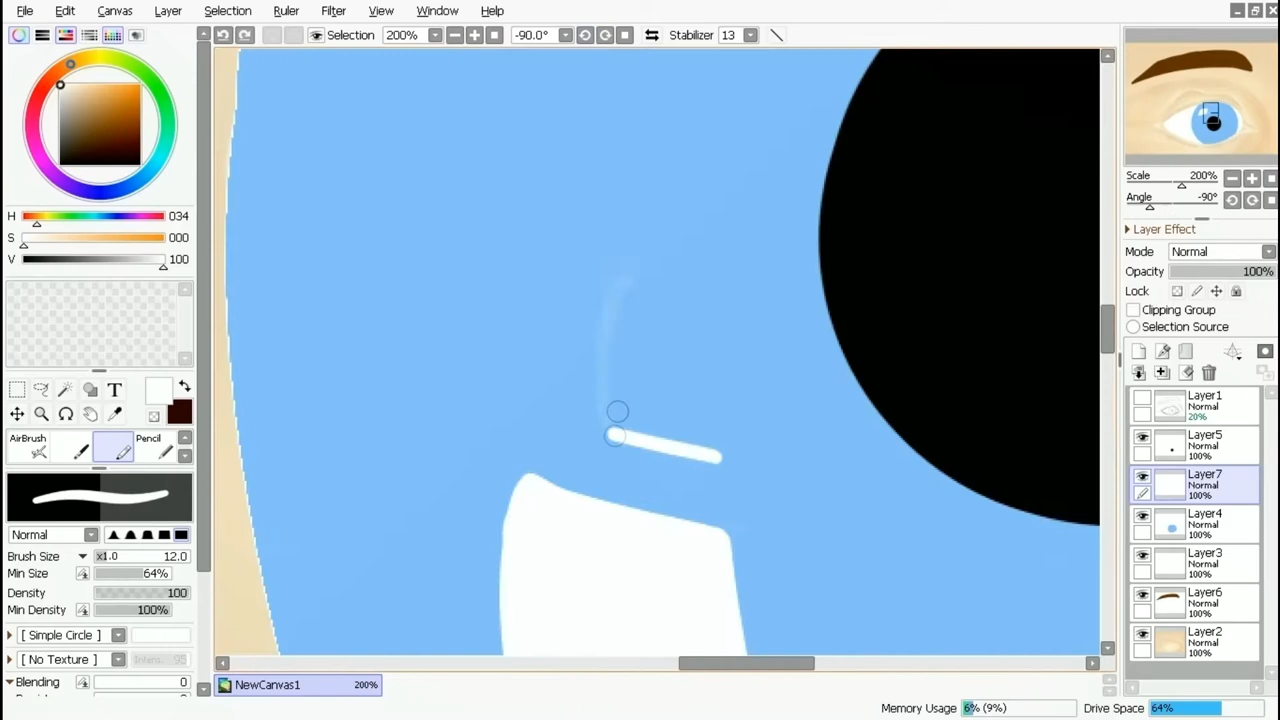 File Edit Canvas Layer Selection Ruler Filter View Window Help
Selection 200% -90.0° Stabilizer 13
H 034
S 000
V 100
T
AirBrush Pencil
Normal
Brush Size x1.0 12.0
Min Size 64%
Density 100
Min Density 100%
[ Simple Circle ]
[ No Texture ] Intens. 95
Blending 0
NewCanvas1 200%
Memory Usage 6% (9%) Drive Space 64%
Scale 200%
Angle -90°
Layer Effect
Mode Normal
Opacity 100%
Lock
Clipping Group
Selection Source
Layer1
Normal
20%
Layer5
Normal
100%
Layer7
Normal
100%
Layer4
Normal
100%
Layer3
Normal
100%
Layer6
Normal
100%
Layer2
Normal
100%